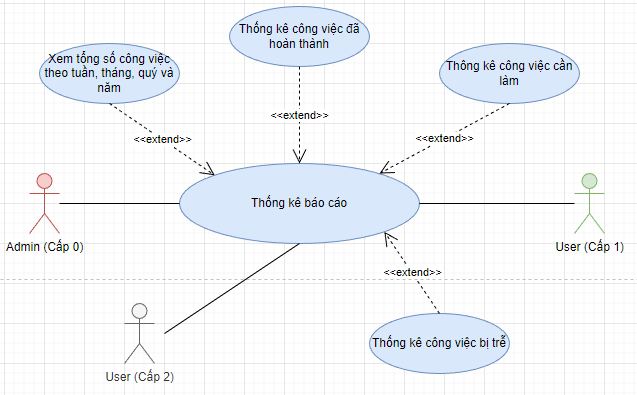 Thống kê công việc đã
hoàn thành
Xem tổng số công việc
theo tuần, tháng, quý và
năm
Thông kê công việc cần
làm
<<extend>>
<<extend>>
<<extend>>
Thống kê báo cáo
Admin (Cấp 0)
User (Cấp 1)
<<extend>>
Thống kê công việc bị trễ
User (Cấp 2)